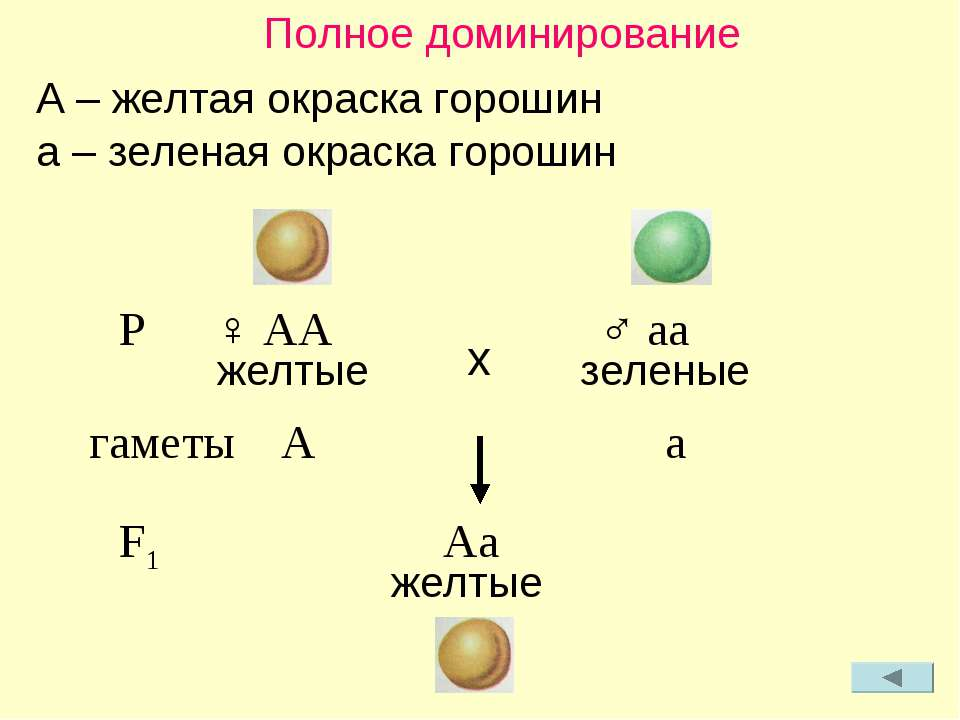 Полное доминирование
А – желтая окраска горошин
а – зеленая окраска горошин
Р ♀ АА х ♂ аа
желтые зеленые
гаметы А а
F1 Аа
желтые